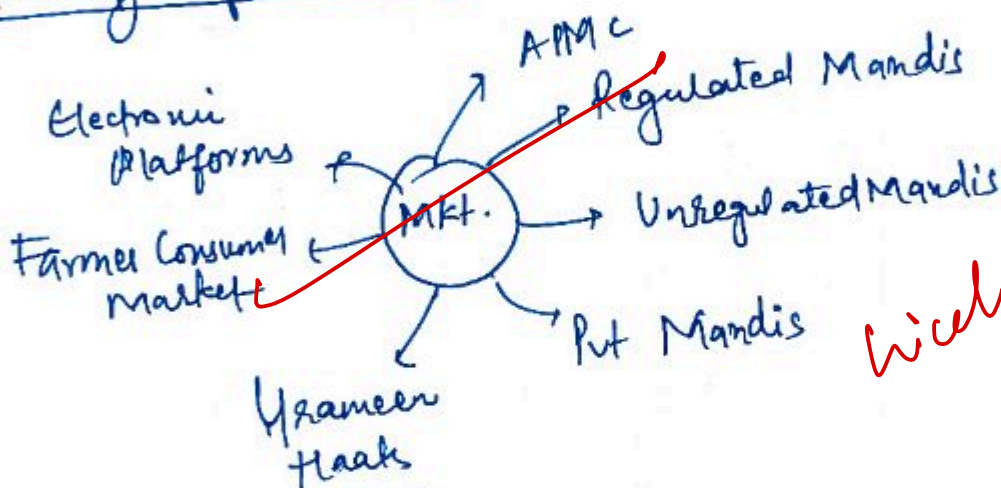 APMC
Regulated Mandis
Electronic
Platforms
Mkt.
Unregulated Mandis
Farmer Consumer
Market
Pvt Mandis
Grameen
Haats